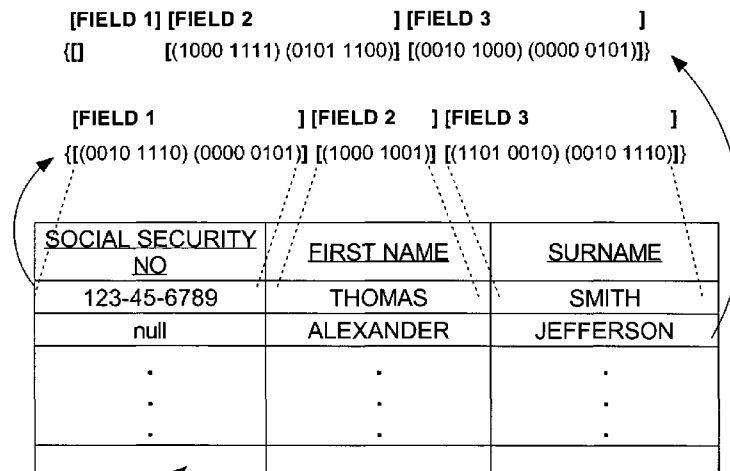 [FIELD 1] [FIELD 2 ] [FIELD 3 ]
{[] [(1000 1111) (0101 1100)] [(0010 1000) (0000 0101)]}
[FIELD 1 ] [FIELD 2 ] [FIELD 3 ]
{[(0010 1110) (0000 0101)] [(1000 1001)] [(1101 0010) (0010 1110)]}
SOCIAL SECURITY NO FIRST NAME SURNAME
123-45-6789 THOMAS SMITH
null ALEXANDER JEFFERSON
. . .
. . .
. . .